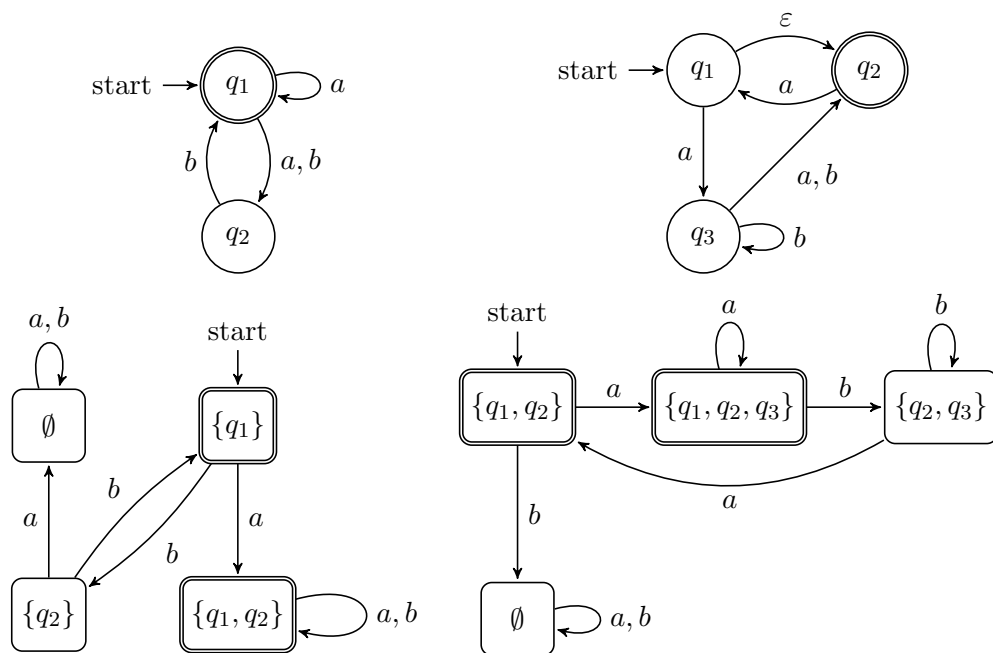 start q₁ a
b a, b
q₂
ε
start q₁ q₂
a
a a, b
q₃ b
a, b start
∅ {q₁}
a b b a
{q₂} {q₁, q₂} a, b
start a b
{q₁, q₂} a {q₁, q₂, q₃} b {q₂, q₃}
a
b
∅ a, b